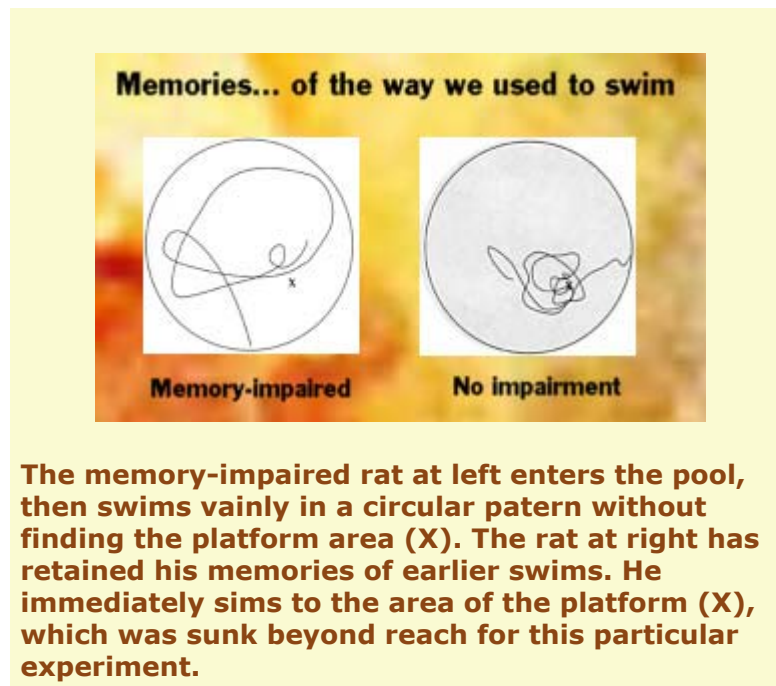 Memories... of the way we used to swim
x
x
Memory-impaired
No impairment
The memory-impaired rat at left enters the pool,
then swims vainly in a circular patern without
finding the platform area (X). The rat at right has
retained his memories of earlier swims. He
immediately sims to the area of the platform (X),
which was sunk beyond reach for this particular
experiment.